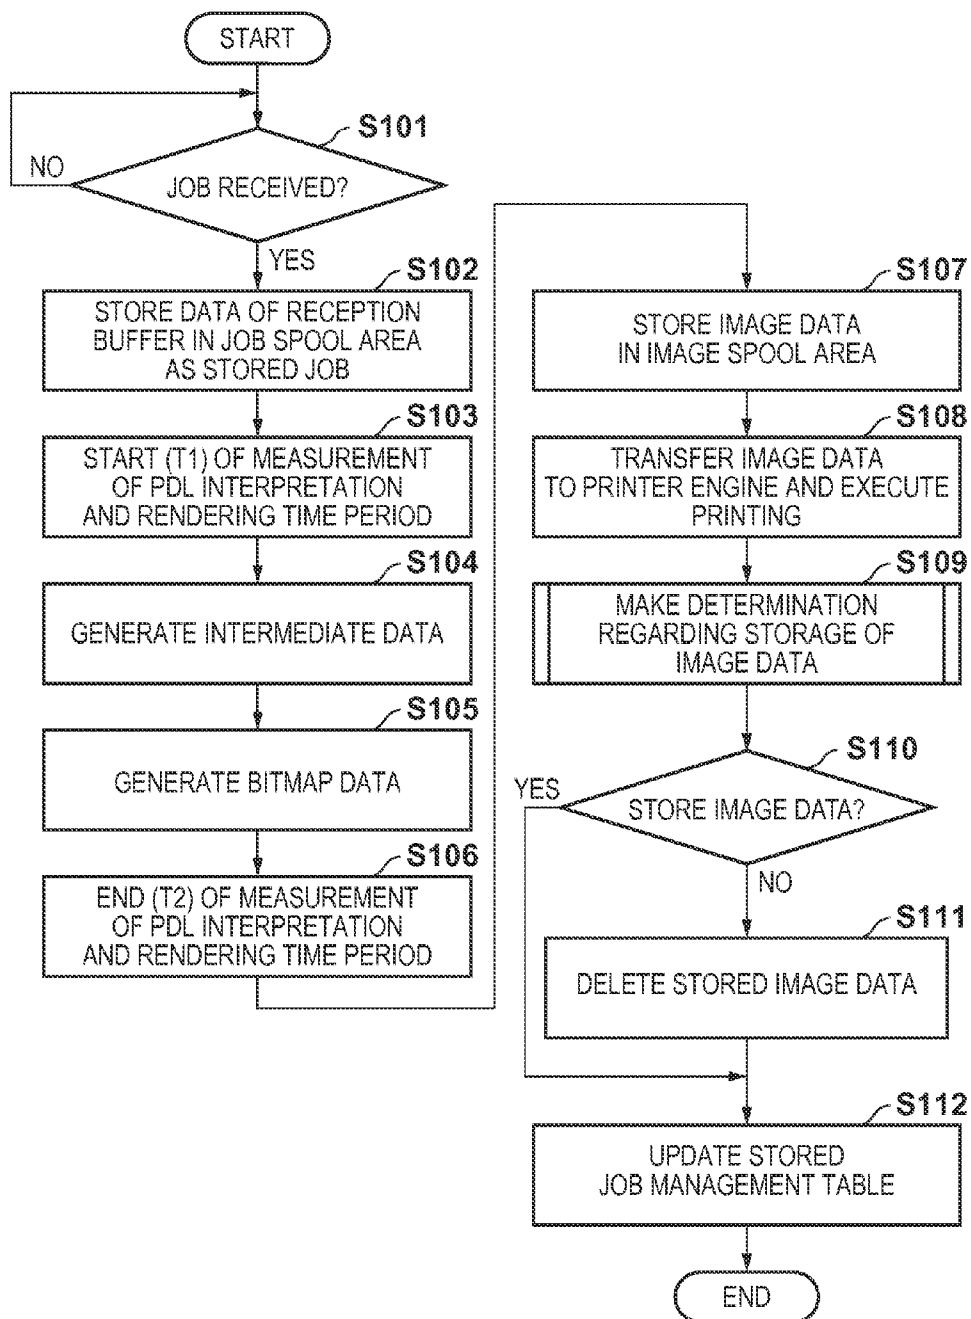 START
S101
NO
JOB RECEIVED?
YES
S102
STORE DATA OF RECEPTION
BUFFER IN JOB SPOOL AREA
AS STORED JOB
S103
START (T1) OF MEASUREMENT
OF PDL INTERPRETATION
AND RENDERING TIME PERIOD
S104
GENERATE INTERMEDIATE DATA
S105
GENERATE BITMAP DATA
S106
END (T2) OF MEASUREMENT
OF PDL INTERPRETATION
AND RENDERING TIME PERIOD
S107
STORE IMAGE DATA
IN IMAGE SPOOL AREA
S108
TRANSFER IMAGE DATA
TO PRINTER ENGINE AND EXECUTE
PRINTING
S109
MAKE DETERMINATION
REGARDING STORAGE OF
IMAGE DATA
S110
YES
STORE IMAGE DATA?
NO
S111
DELETE STORED IMAGE DATA
S112
UPDATE STORED
JOB MANAGEMENT TABLE
END